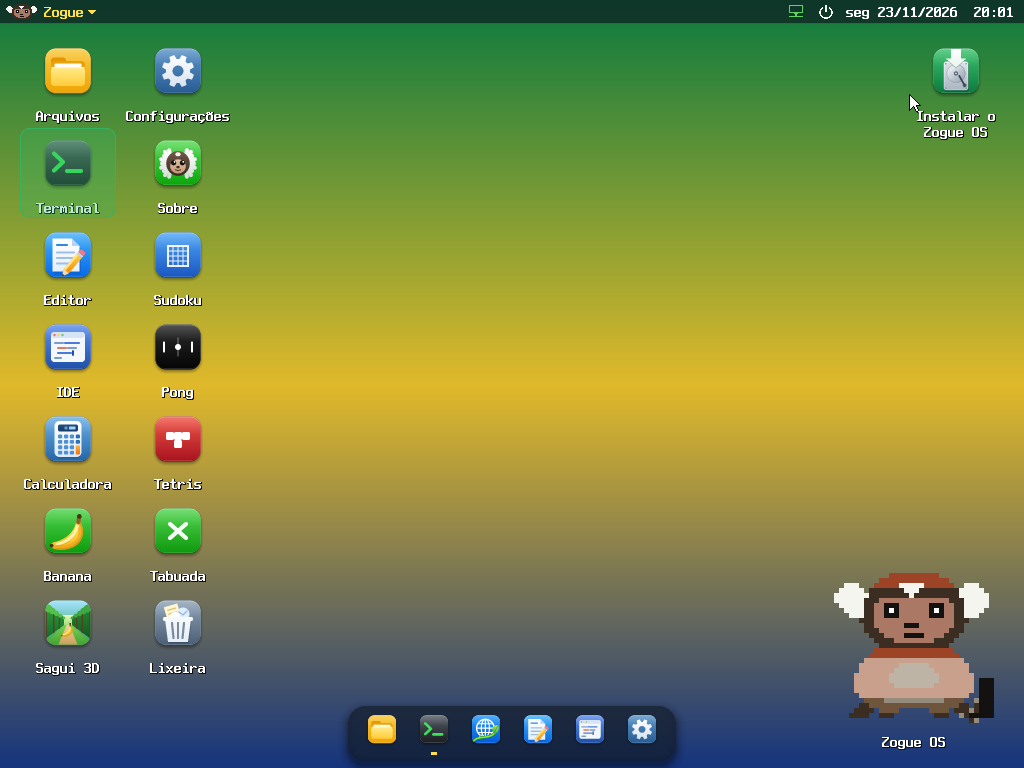 Zogue
seg 23/11/2026 20:01
Arquivos
Configurações
Instalar o
Zogue OS
Terminal
Sobre
Editor
Sudoku
IDE
Pong
Calculadora
Tetris
Banana
Tabuada
Sagui 3D
Lixeira
Zogue OS